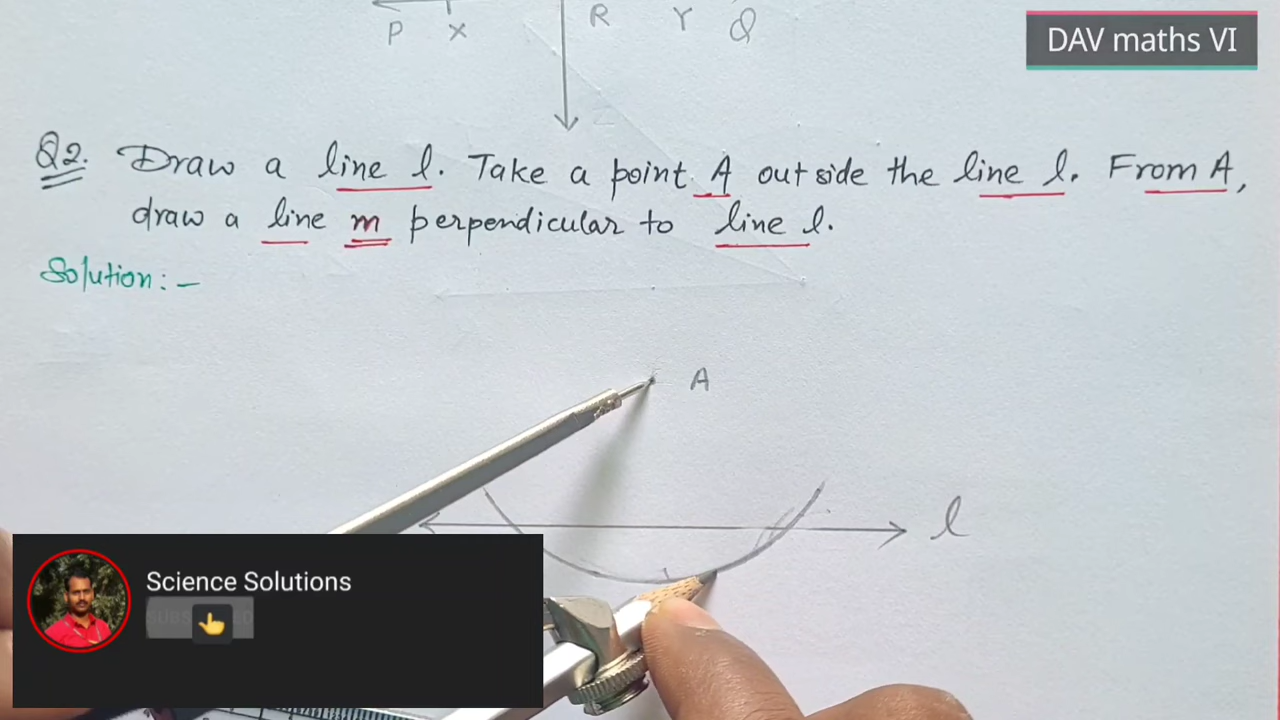 P X R Y Q
DAV maths VI
Q2. Draw a line l. Take a point A outside the line l. From A,
draw a line m perpendicular to line l.
Solution:-
A
l
Science Solutions